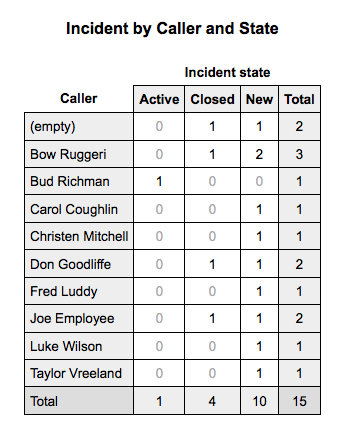 Incident by Caller and State
Incident state
Caller Active Closed New Total
(empty) 0 1 1 2
Bow Ruggeri 0 1 2 3
Bud Richman 1 0 0 1
Carol Coughlin 0 0 1 1
Christen Mitchell 0 0 1 1
Don Goodliffe 0 1 1 2
Fred Luddy 0 0 1 1
Joe Employee 0 1 1 2
Luke Wilson 0 0 1 1
Taylor Vreeland 0 0 1 1
Total 1 4 10 15